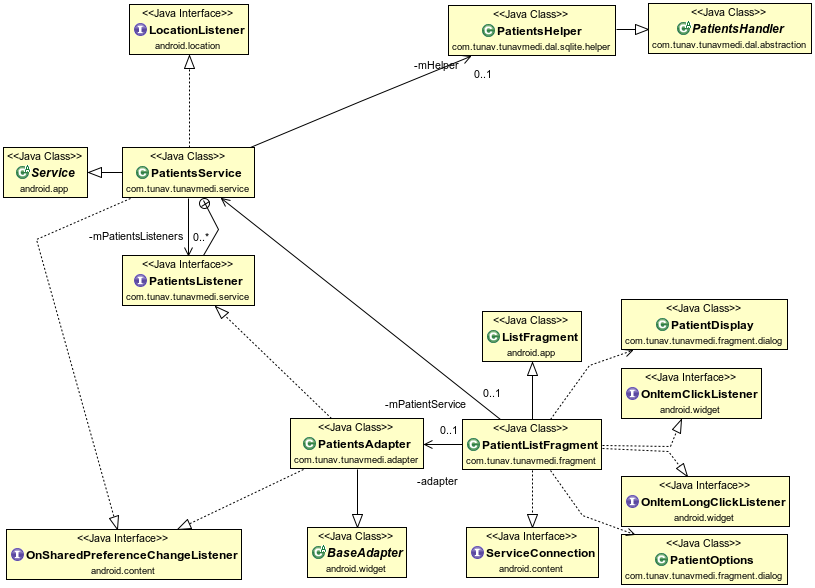 <<Java Interface>>
I LocationListener
android.location
<<Java Class>>
C PatientsHelper
com.tunav.tunavmedi.dal.sqlite.helper
<<Java Class>>
C A PatientsHandler
com.tunav.tunavmedi.dal.abstraction
-mHelper
0..1
<<Java Class>>
C A Service
android.app
<<Java Class>>
C PatientsService
com.tunav.tunavmedi.service
-mPatientsListeners
0..*
<<Java Interface>>
I PatientsListener
com.tunav.tunavmedi.service
<<Java Class>>
C ListFragment
android.app
<<Java Class>>
C PatientDisplay
com.tunav.tunavmedi.fragment.dialog
<<Java Interface>>
I OnItemClickListener
android.widget
0..1
-mPatientService
<<Java Class>>
C PatientsAdapter
com.tunav.tunavmedi.adapter
0..1
-adapter
<<Java Class>>
C PatientListFragment
com.tunav.tunavmedi.fragment
<<Java Interface>>
I OnItemLongClickListener
android.widget
<<Java Interface>>
I OnSharedPreferenceChangeListener
android.content
<<Java Class>>
C A BaseAdapter
android.widget
<<Java Interface>>
I ServiceConnection
android.content
<<Java Class>>
C PatientOptions
com.tunav.tunavmedi.fragment.dialog